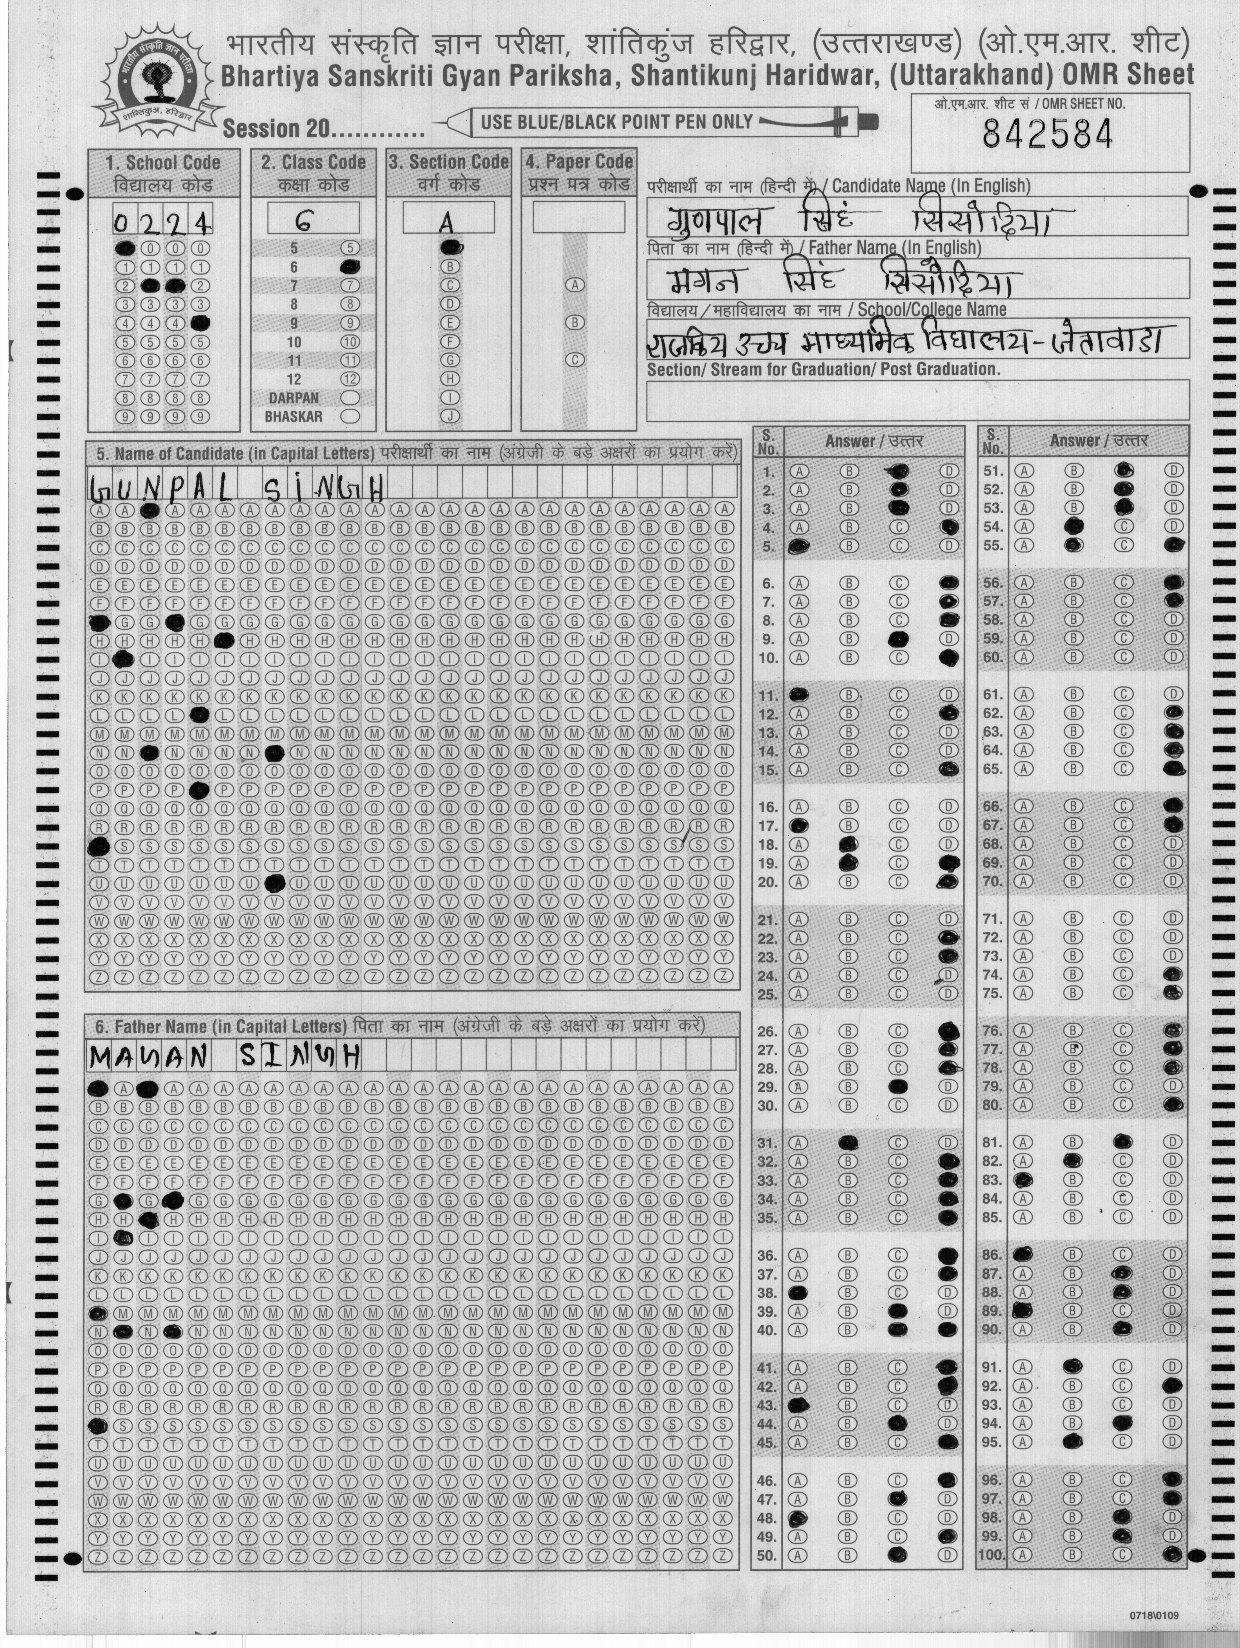 भारतीय संस्कृति ज्ञान परीक्षा, शांतिकुंज हरिद्वार, (उत्तराखण्ड) (ओ.एम.आर. शीट)
Bhartiya Sanskriti Gyan Pariksha, Shantikunj Haridwar, (Uttarakhand) OMR Sheet
Session 20............
USE BLUE/BLACK POINT PEN ONLY
ओ.एम.आर. शीट सं / OMR SHEET NO.
842584
1. School Code
विद्यालय कोड
0224
2. Class Code
कक्षा कोड
6
5
6
7
8
9
10
11
12
DARPAN
BHASKAR
3. Section Code
वर्ग कोड
A
4. Paper Code
प्रश्न पत्र कोड
A
B
C
परीक्षार्थी का नाम (हिन्दी में) / Candidate Name (In English)
गुणपाल सिहं सिसौदिया
पिता का नाम (हिन्दी में) / Father Name (In English)
मगन सिहं सिसौदिया
विद्यालय / महाविद्यालय का नाम / School/College Name
राजकिय उच्च माध्यमिक विद्यालय - जेतावाडा
Section/ Stream for Graduation/ Post Graduation.
5. Name of Candidate (in Capital Letters) परीक्षार्थी का नाम (अंग्रेजी के बड़े अक्षरों का प्रयोग करें)
GUNPAL SINGH
6. Father Name (in Capital Letters) पिता का नाम (अंग्रेजी के बड़े अक्षरों का प्रयोग करें)
MAGAN SINGH
S. No. Answer / उत्तर
S. No. Answer / उत्तर
0718\0109